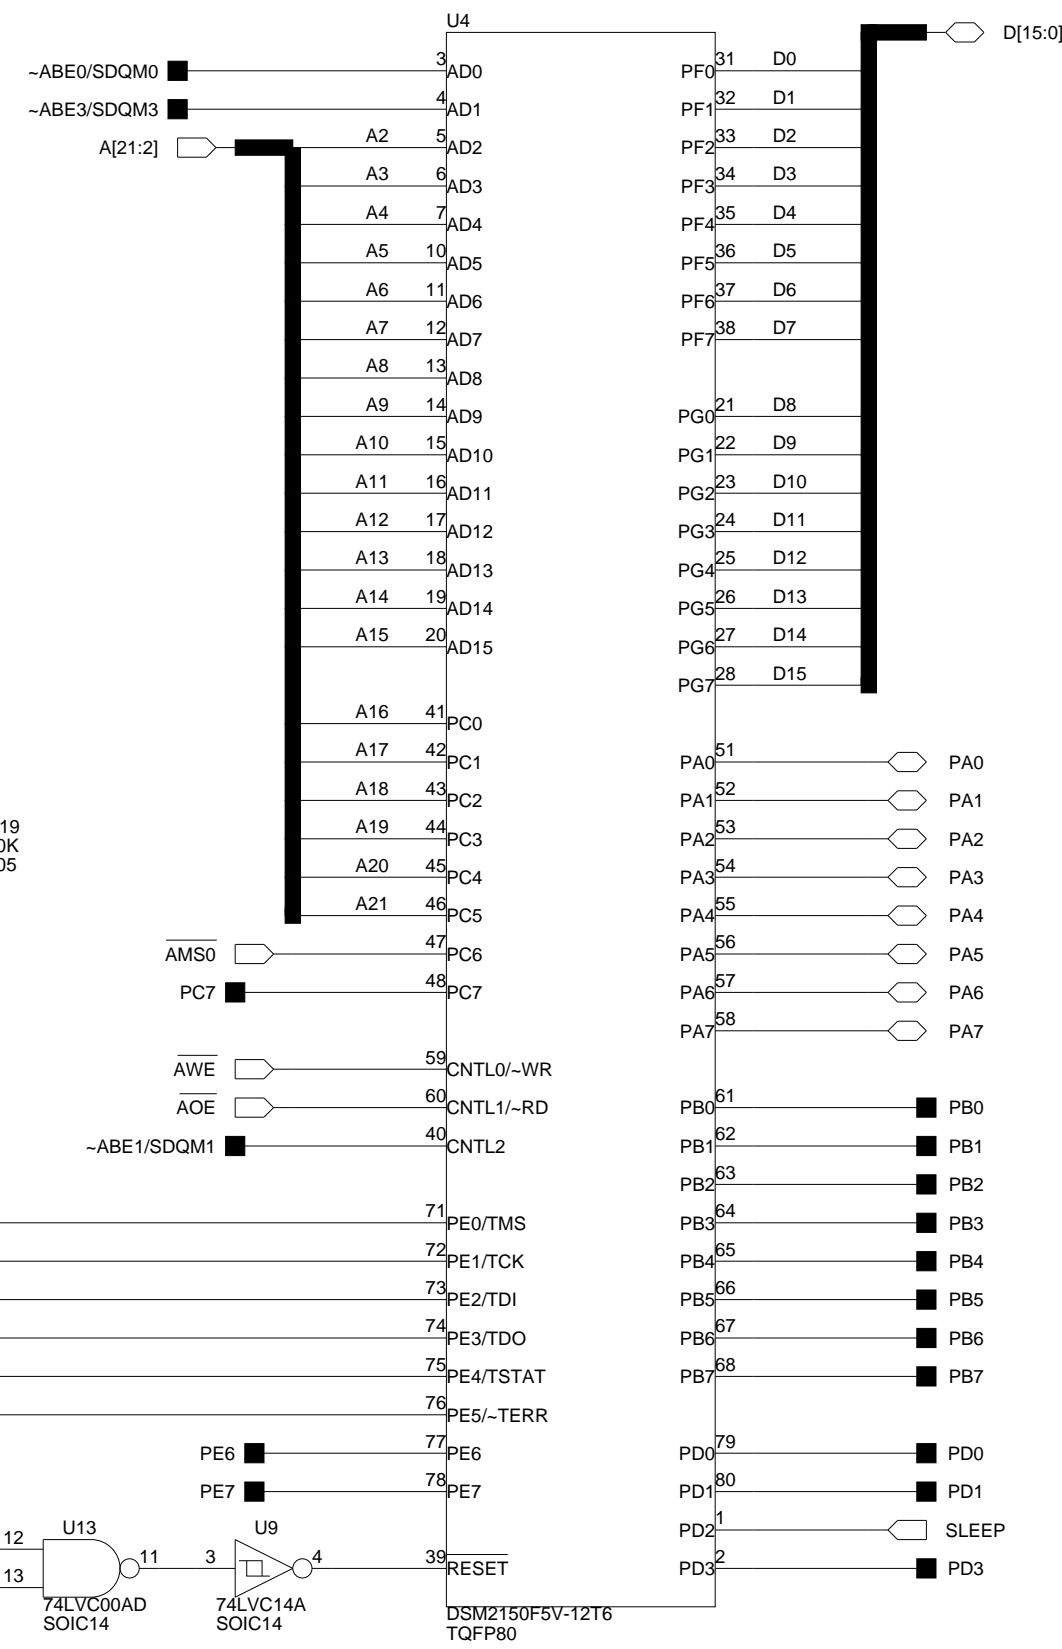 U4
D[15:0]
~ABE0/SDQM0 3 AD0 PF0 31 D0
~ABE3/SDQM3 4 AD1 PF1 32 D1
A[21:2] A2 5 AD2 PF2 33 D2
A3 6 AD3 PF3 34 D3
A4 7 AD4 PF4 35 D4
A5 10 AD5 PF5 36 D5
A6 11 AD6 PF6 37 D6
A7 12 AD7 PF7 38 D7
A8 13 AD8
A9 14 AD9 PG0 21 D8
A10 15 AD10 PG1 22 D9
A11 16 AD11 PG2 23 D10
A12 17 AD12 PG3 24 D11
A13 18 AD13 PG4 25 D12
A14 19 AD14 PG5 26 D13
A15 20 AD15 PG6 27 D14
PG7 28 D15
A16 41 PC0
A17 42 PC1 PA0 51 PA0
A18 43 PC2 PA1 52 PA1
19
A19 44 PC3 PA2 53 PA2
0K
05
A20 45 PC4 PA3 54 PA3
A21 46 PC5 PA4 55 PA4
AMS0 47 PC6 PA5 56 PA5
PC7 48 PC7 PA6 57 PA6
PA7 58 PA7
AWE 59 CNTL0/~WR
AOE 60 CNTL1/~RD PB0 61 PB0
~ABE1/SDQM1 40 CNTL2 PB1 62 PB1
PB2 63 PB2
71 PE0/TMS PB3 64 PB3
72 PE1/TCK PB4 65 PB4
73 PE2/TDI PB5 66 PB5
74 PE3/TDO PB6 67 PB6
75 PE4/TSTAT PB7 68 PB7
76 PE5/~TERR
PE6 77 PE6 PD0 79 PD0
PE7 78 PE7 PD1 80 PD1
U13 U9 PD2 1 SLEEP
12 13 11 3 4 39 RESET PD3 2 PD3
74LVC00AD
SOIC14
74LVC14A
SOIC14
DSM2150F5V-12T6
TQFP80